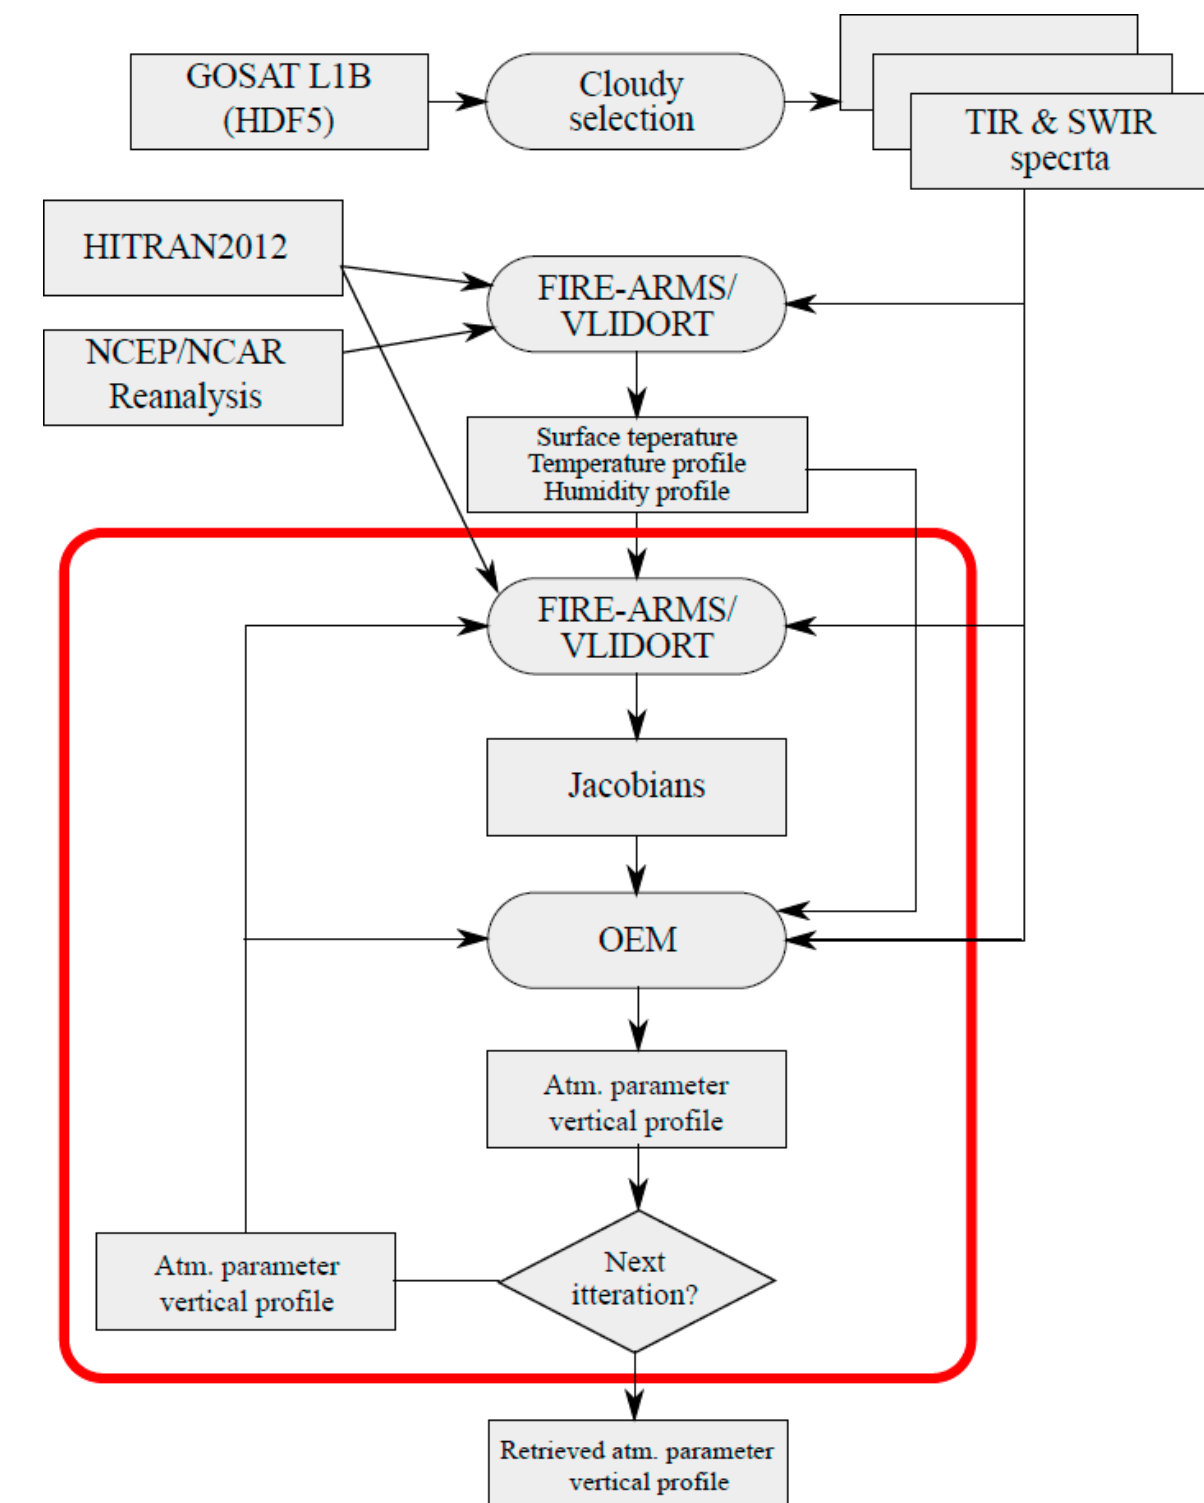 GOSAT L1B
(HDF5)
Cloudy
selection
TIR & SWIR
specrta
HITRAN2012
FIRE-ARMS/
VLIDORT
NCEP/NCAR
Reanalysis
Surface teperature
Temperature profile
Humidity profile
FIRE-ARMS/
VLIDORT
Jacobians
OEM
Atm. parameter
vertical profile
Next
itteration?
Atm. parameter
vertical profile
Retrieved atm. parameter
vertical profile